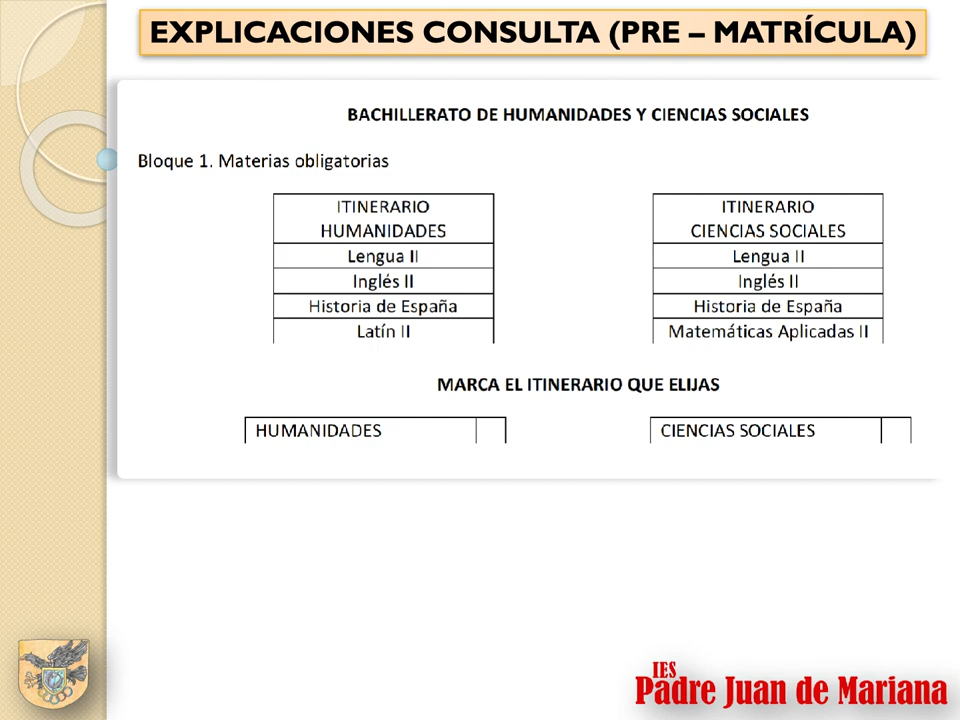 EXPLICACIONES CONSULTA (PRE – MATRÍCULA)
BACHILLERATO DE HUMANIDADES Y CIENCIAS SOCIALES
Bloque 1. Materias obligatorias
ITINERARIO
HUMANIDADES
Lengua II
Inglés II
Historia de España
Latín II
ITINERARIO
CIENCIAS SOCIALES
Lengua II
Inglés II
Historia de España
Matemáticas Aplicadas II
MARCA EL ITINERARIO QUE ELIJAS
HUMANIDADES
CIENCIAS SOCIALES
IES
Padre Juan de Mariana